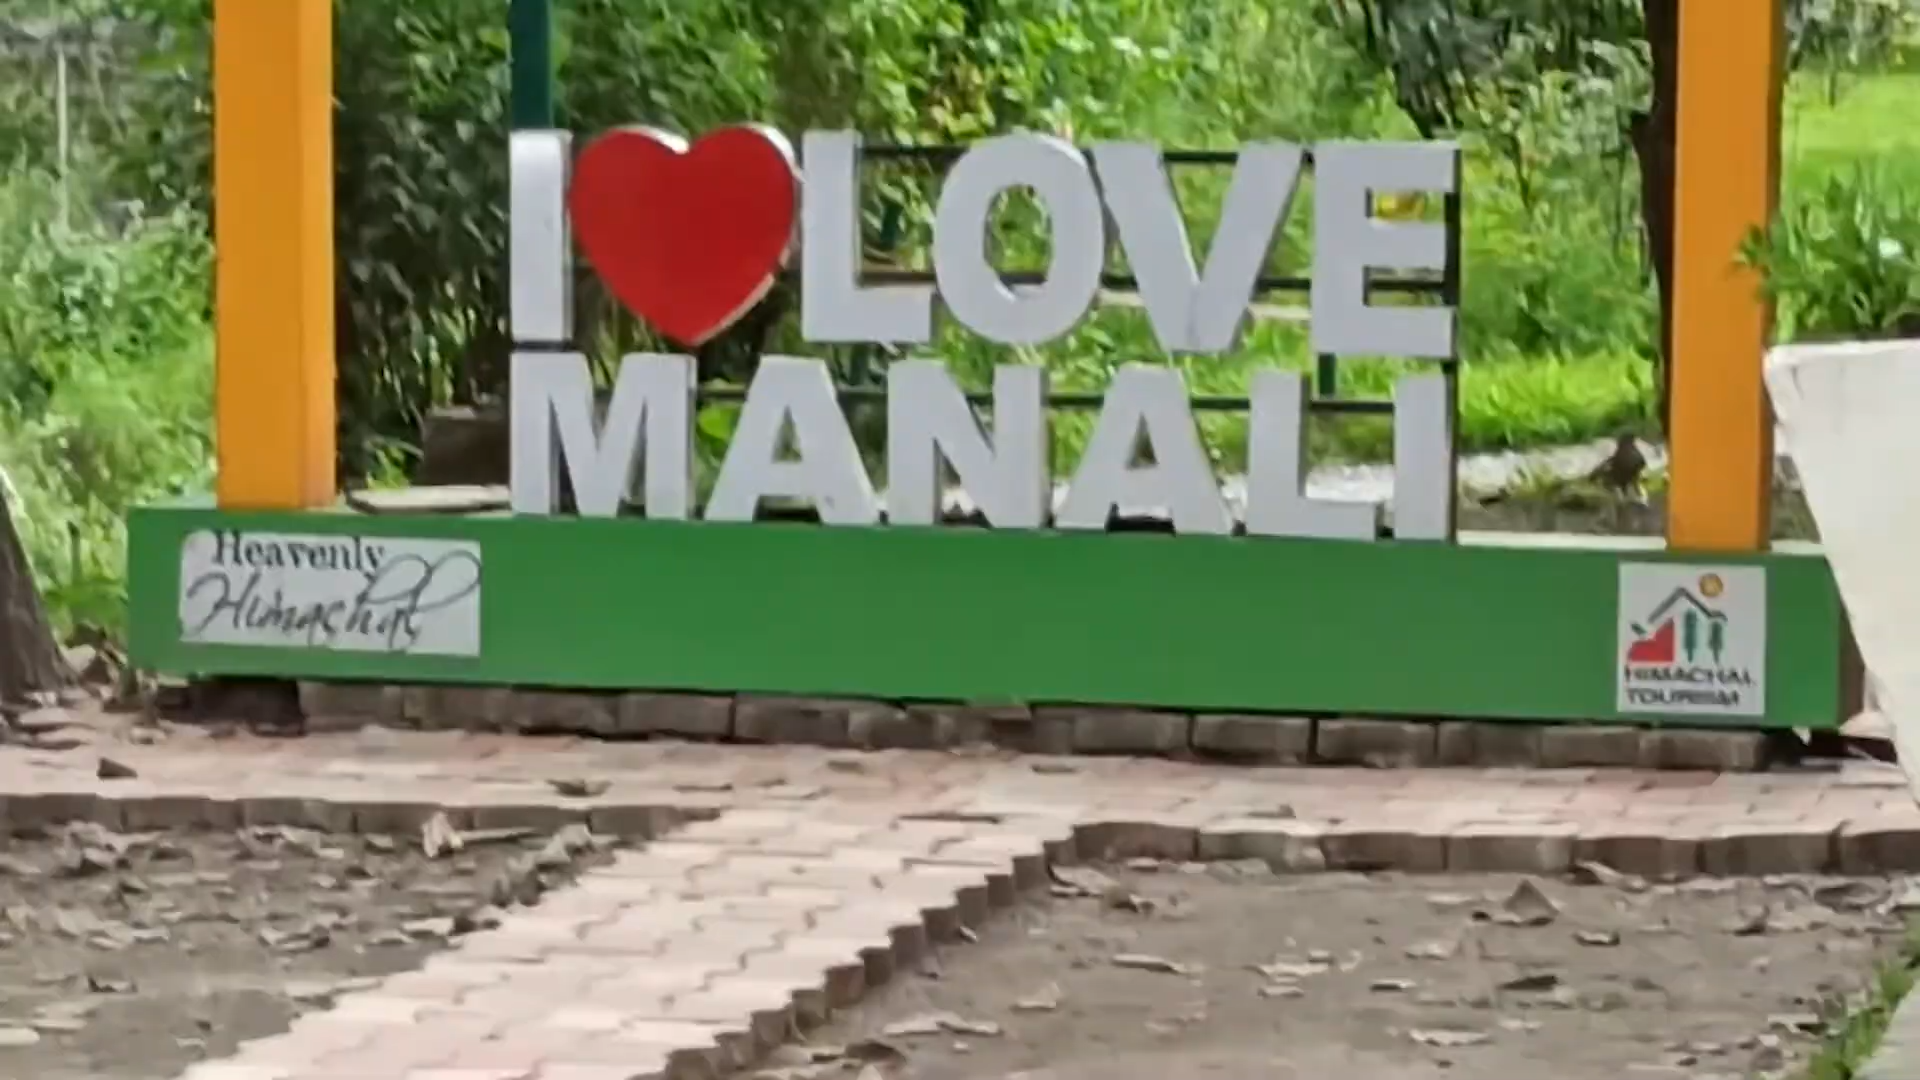 I ❤ LOVE
MANALI
Heavenly
Himachal
HIMACHAL
TOURISM